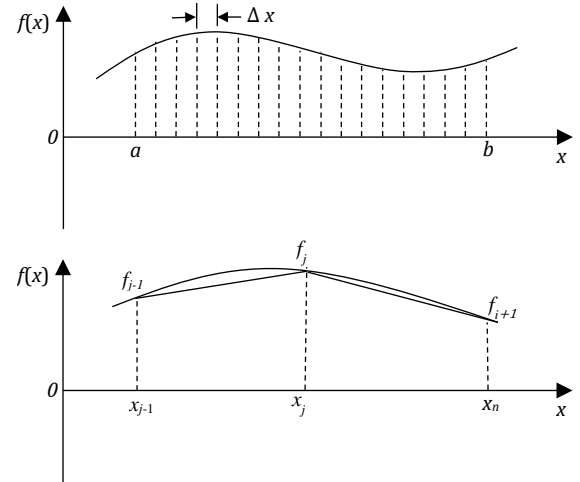 f(x) Δ x
0
a b x
f(x) f_j
f_{j-1} f_{i+1}
0
x_{j-1} x_j x_n x